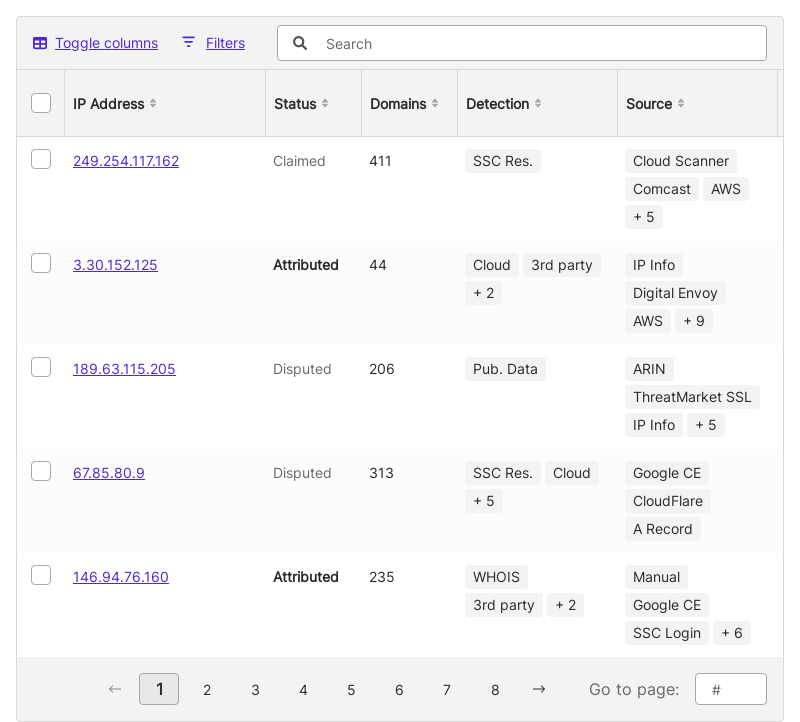 Toggle columns Filters Search
IP Address Status Domains Detection Source
249.254.117.162 Claimed 411 SSC Res. Cloud Scanner
Comcast AWS
+ 5
3.30.152.125 Attributed 44 Cloud 3rd party IP Info
+ 2 Digital Envoy
AWS + 9
189.63.115.205 Disputed 206 Pub. Data ARIN
ThreatMarket SSL
IP Info + 5
67.85.80.9 Disputed 313 SSC Res. Cloud Google CE
+ 5 CloudFlare
A Record
146.94.76.160 Attributed 235 WHOIS Manual
3rd party + 2 Google CE
SSC Login + 6
← 1 2 3 4 5 6 7 8 → Go to page: #